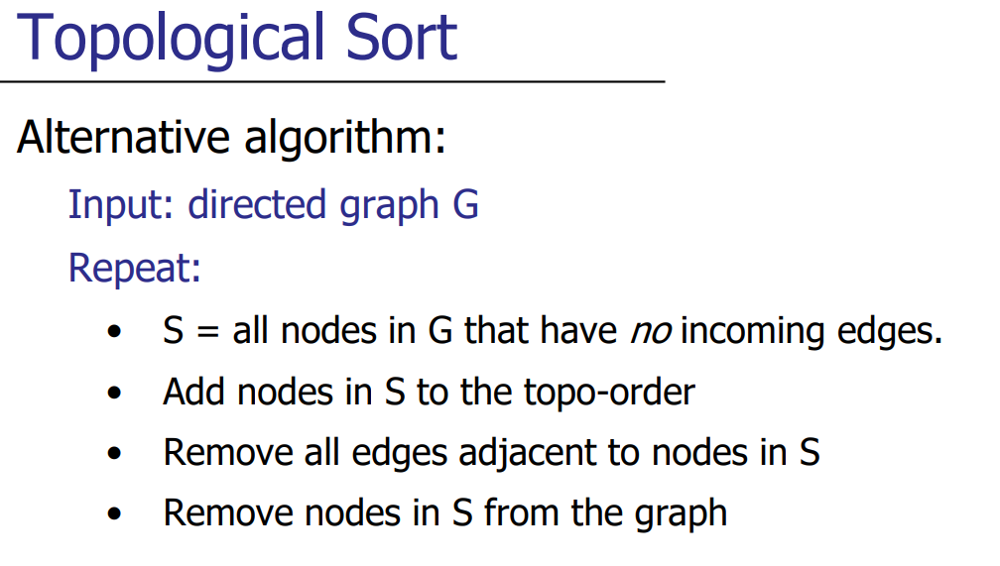 Topological Sort
Alternative algorithm:
Input: directed graph G
Repeat:
• S = all nodes in G that have no incoming edges.
• Add nodes in S to the topo-order
• Remove all edges adjacent to nodes in S
• Remove nodes in S from the graph